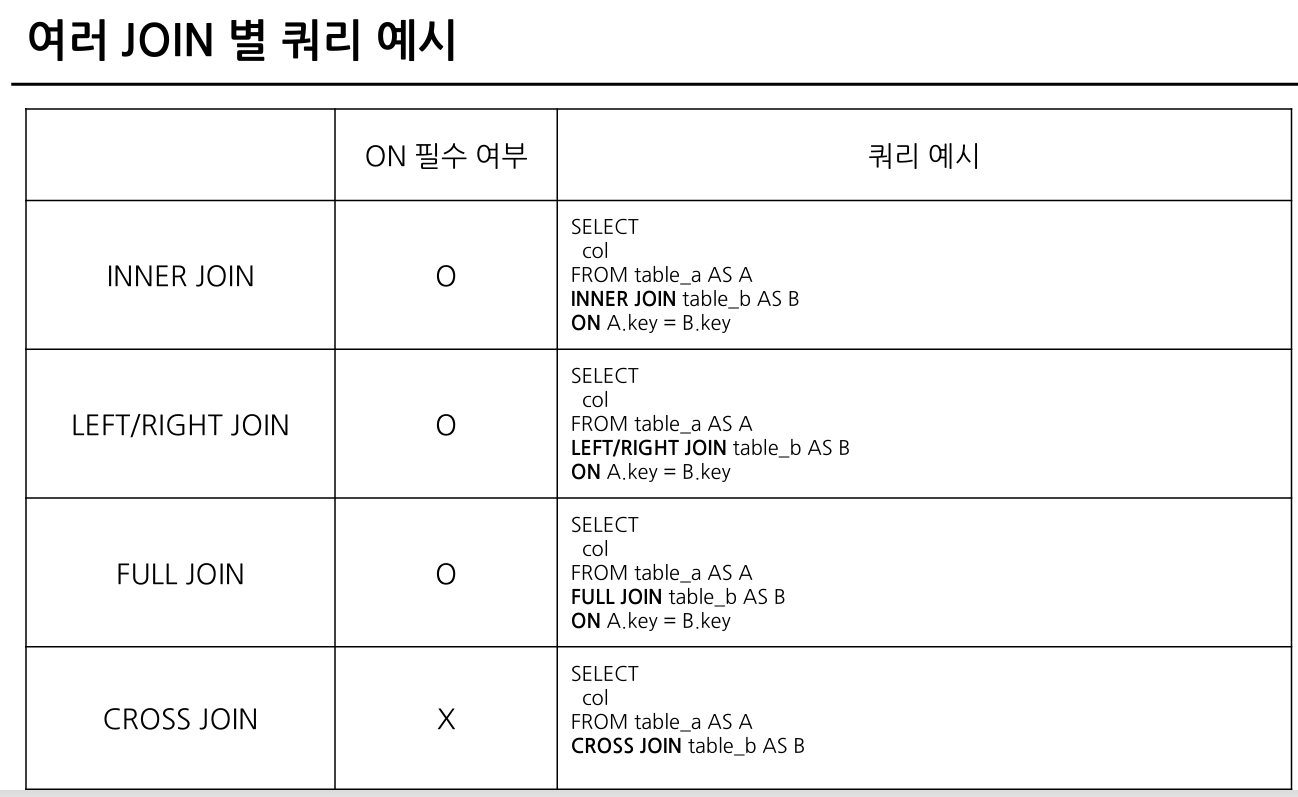 여러 JOIN 별 쿼리 예시
ON 필수 여부
쿼리 예시
INNER JOIN
O
SELECT
col
FROM table_a AS A
INNER JOIN table_b AS B
ON A.key = B.key
LEFT/RIGHT JOIN
O
SELECT
col
FROM table_a AS A
LEFT/RIGHT JOIN table_b AS B
ON A.key = B.key
FULL JOIN
O
SELECT
col
FROM table_a AS A
FULL JOIN table_b AS B
ON A.key = B.key
CROSS JOIN
X
SELECT
col
FROM table_a AS A
CROSS JOIN table_b AS B